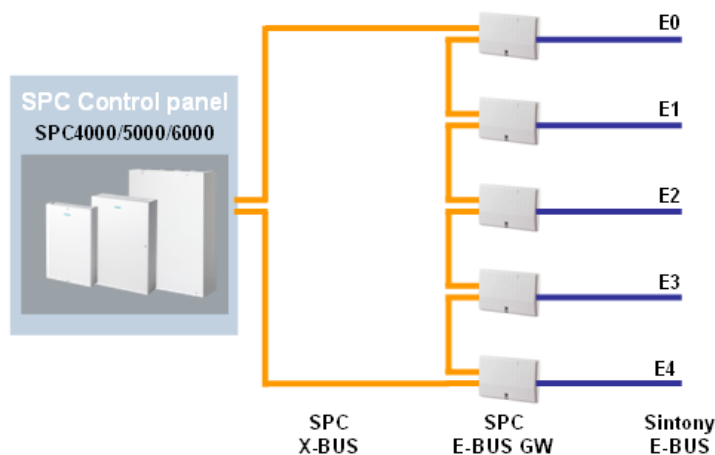 E0
SPC Control panel
SPC4000/5000/6000
E1
E2
E3
E4
SPC
X-BUS
SPC
E-BUS GW
Sintony
E-BUS